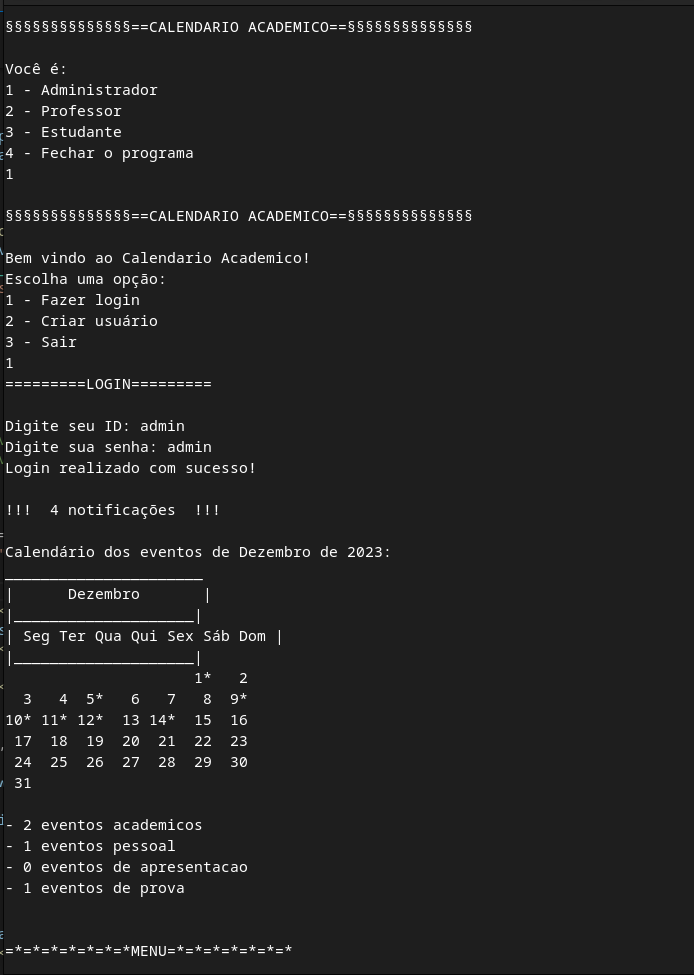 §§§§§§§§§§§§§§==CALENDARIO ACADEMICO==§§§§§§§§§§§§§§
Você é:
1 - Administrador
2 - Professor
3 - Estudante
4 - Fechar o programa
1
§§§§§§§§§§§§§§==CALENDARIO ACADEMICO==§§§§§§§§§§§§§§
Bem vindo ao Calendario Academico!
Escolha uma opção:
1 - Fazer login
2 - Criar usuário
3 - Sair
1
=========LOGIN=========
Digite seu ID: admin
Digite sua senha: admin
Login realizado com sucesso!
!!!  4 notificações  !!!
Calendário dos eventos de Dezembro de 2023:
______________________
|      Dezembro       |
|____________________|
| Seg Ter Qua Qui Sex Sáb Dom |
|____________________|
                     1*   2
  3   4  5*   6   7   8  9*
10* 11* 12*  13 14*  15  16
 17  18  19  20  21  22  23
 24  25  26  27  28  29  30
 31
- 2 eventos academicos
- 1 eventos pessoal
- 0 eventos de apresentacao
- 1 eventos de prova
=*=*=*=*=*=*=*MENU=*=*=*=*=*=*=*